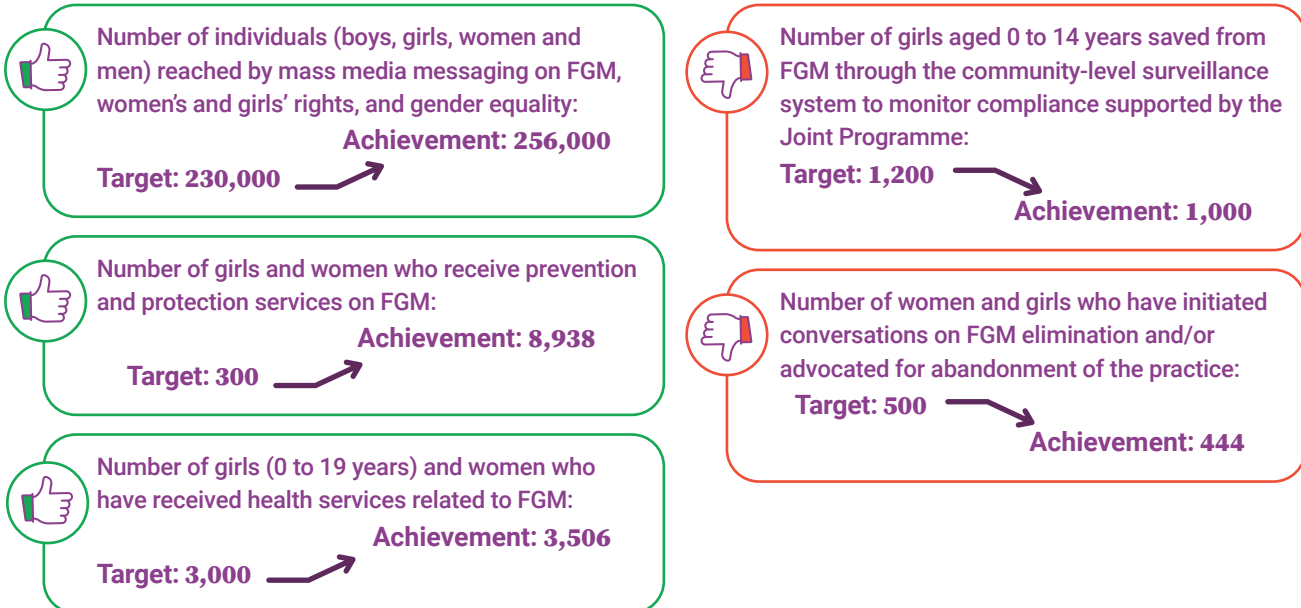 Number of individuals (boys, girls, women and
men) reached by mass media messaging on FGM,
women's and girls' rights, and gender equality:
Achievement: 256,000
Target: 230,000
Number of girls and women who receive prevention
and protection services on FGM:
Achievement: 8,938
Target: 300
Number of girls (0 to 19 years) and women who
have received health services related to FGM:
Achievement: 3,506
Target: 3,000
Number of girls aged 0 to 14 years saved from
FGM through the community-level surveillance
system to monitor compliance supported by the
Joint Programme:
Target: 1,200
Achievement: 1,000
Number of women and girls who have initiated
conversations on FGM elimination and/or
advocated for abandonment of the practice:
Target: 500
Achievement: 444